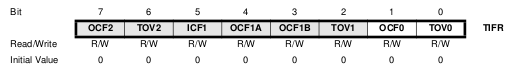 Bit 7 6 5 4 3 2 1 0
OCF2 TOV2 ICF1 OCF1A OCF1B TOV1 OCF0 TOV0 TIFR
Read/Write R/W R/W R/W R/W R/W R/W R/W R/W
Initial Value 0 0 0 0 0 0 0 0